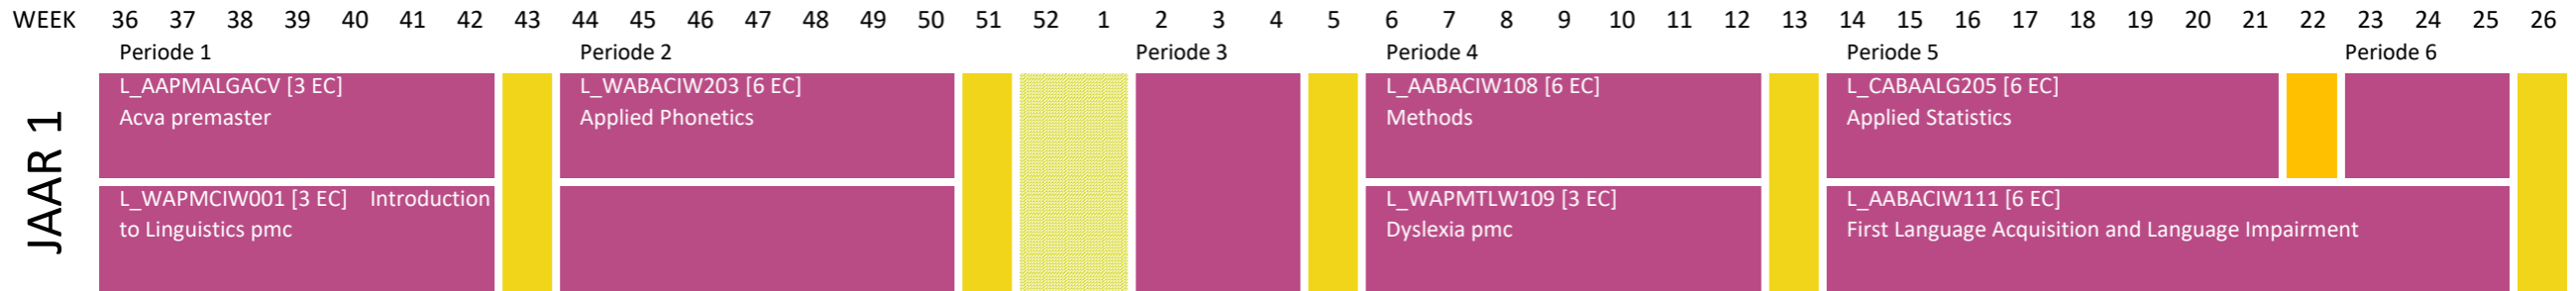 WEEK 36 37 38 39 40 41 42 43 44 45 46 47 48 49 50 51 52 1 2 3 4 5 6 7 8 9 10 11 12 13 14 15 16 17 18 19 20 21 22 23 24 25 26
Periode 1 Periode 2 Periode 3 Periode 4 Periode 5 Periode 6
JAAR 1
L_AAPMALGACV [3 EC]
Acva premaster
L_WABACIW203 [6 EC]
Applied Phonetics
L_AABACIW108 [6 EC]
Methods
L_CABAALG205 [6 EC]
Applied Statistics
L_WAPMCIW001 [3 EC] Introduction
to Linguistics pmc
L_WAPMTLW109 [3 EC]
Dyslexia pmc
L_AABACIW111 [6 EC]
First Language Acquisition and Language Impairment